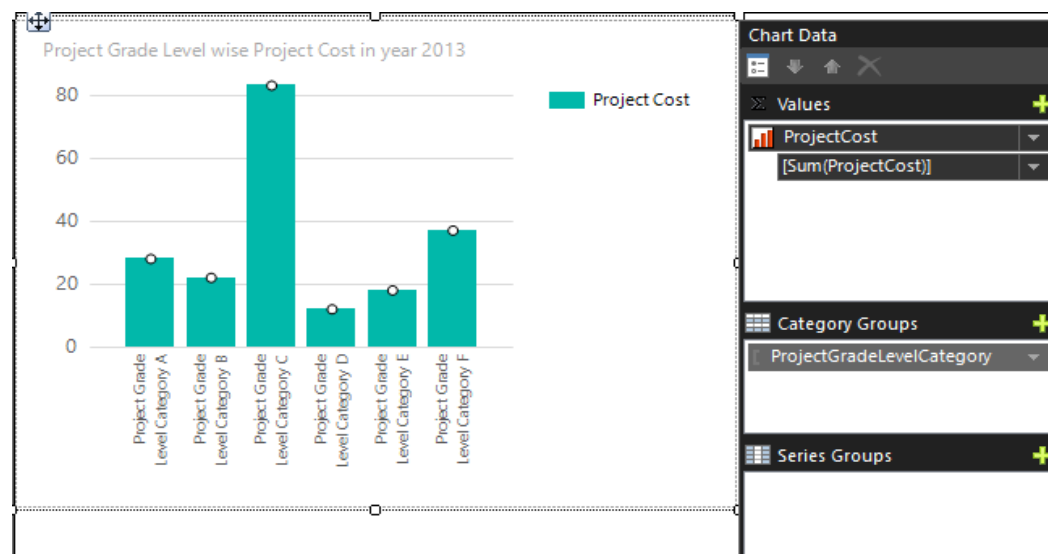 Project Grade Level wise Project Cost in year 2013
80
60
40
20
0
Project Cost
Project Grade
Level Category A
Project Grade
Level Category B
Project Grade
Level Category C
Project Grade
Level Category D
Project Grade
Level Category E
Project Grade
Level Category F
Chart Data
Values
ProjectCost
[Sum(ProjectCost)]
Category Groups
ProjectGradeLevelCategory
Series Groups